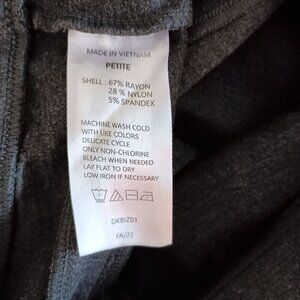 MADE IN VIETNAM
PETITE
SHELL : 67% RAYON
28 % NYLON
5% SPANDEX
MACHINE WASH COLD
WITH LIKE COLORS
DELICATE CYCLE
ONLY NON-CHLORINE
BLEACH WHEN NEEDED
LAY FLAT TO DRY
LOW IRON IF NECESSARY
DKBIZ01
FA/22